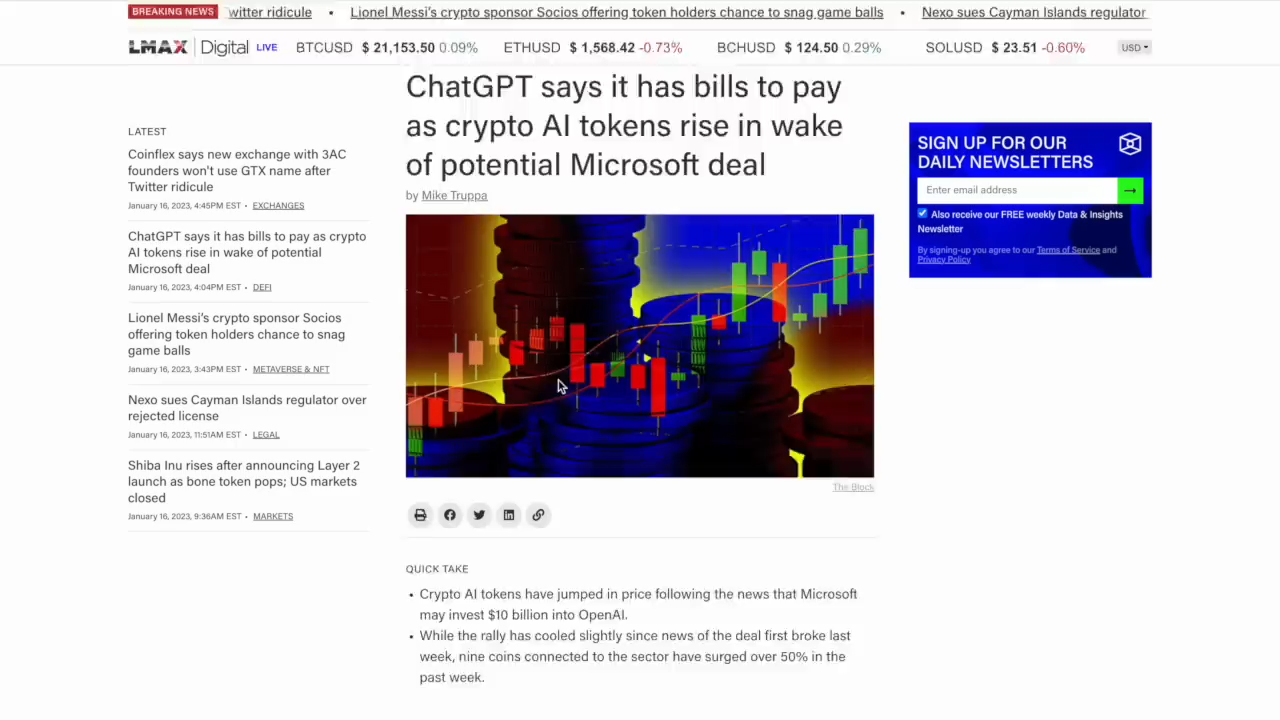 BREAKING NEWS witter ridicule • Lionel Messi's crypto sponsor Socios offering token holders chance to snag game balls • Nexo sues Cayman Islands regulator
LMAX Digital LIVE BTCUSD $ 21,153.50 0.09% ETHUSD $ 1,568.42 -0.73% BCHUSD $ 124.50 0.29% SOLUSD $ 23.51 -0.60% USD
LATEST
Coinflex says new exchange with 3AC
founders won't use GTX name after
Twitter ridicule
January 16, 2023, 4:45PM EST • EXCHANGES
ChatGPT says it has bills to pay as crypto
AI tokens rise in wake of potential
Microsoft deal
January 16, 2023, 4:04PM EST • DEFI
Lionel Messi's crypto sponsor Socios
offering token holders chance to snag
game balls
January 16, 2023, 3:43PM EST • METAVERSE & NFT
Nexo sues Cayman Islands regulator over
rejected license
January 16, 2023, 11:51AM EST • LEGAL
Shiba Inu rises after announcing Layer 2
launch as bone token pops; US markets
closed
January 16, 2023, 9:36AM EST • MARKETS
ChatGPT says it has bills to pay
as crypto AI tokens rise in wake
of potential Microsoft deal
by Mike Truppa
The Block
QUICK TAKE
• Crypto AI tokens have jumped in price following the news that Microsoft
may invest $10 billion into OpenAI.
• While the rally has cooled slightly since news of the deal first broke last
week, nine coins connected to the sector have surged over 50% in the
past week.
SIGN UP FOR OUR
DAILY NEWSLETTERS
Enter email address →
Also receive our FREE weekly Data & Insights
Newsletter
By signing-up you agree to our Terms of Service and
Privacy Policy